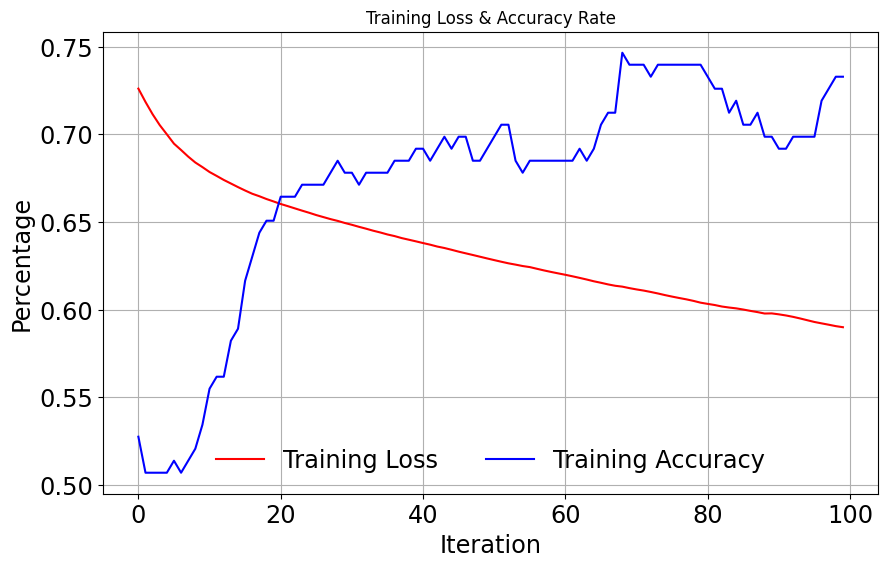 Training Loss & Accuracy Rate
0.75
0.70
0.65
0.60
0.55
0.50
Percentage
Training Loss
Training Accuracy
0 20 40 60 80 100
Iteration